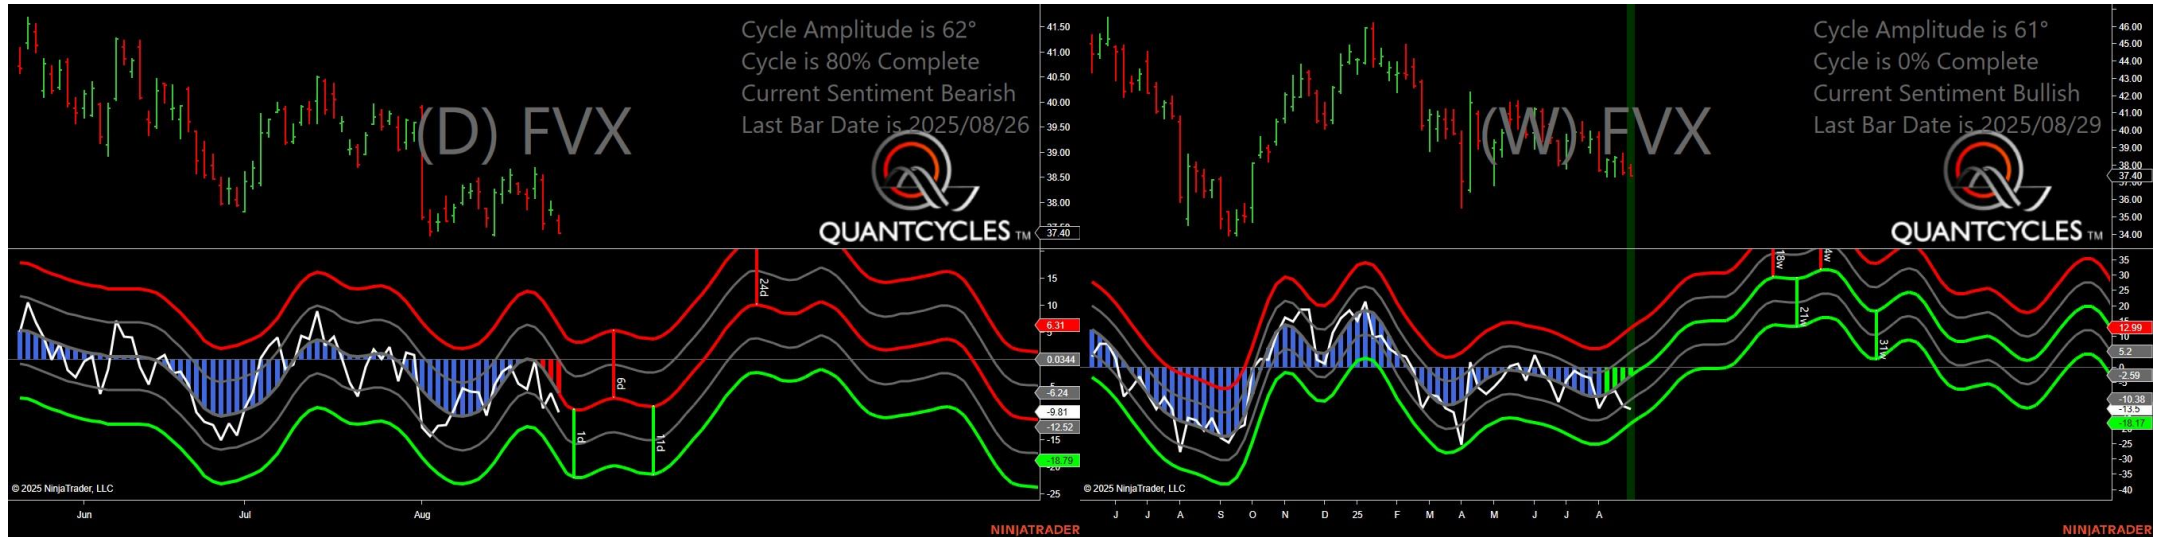 Cycle Amplitude is 62°
Cycle is 80% Complete
Current Sentiment Bearish
Last Bar Date is 2025/08/26
(D) FVX
QUANTCYCLES TM
41.50
41.00
40.50
40.00
39.50
39.00
38.50
38.00
37.40
15
10
6.31
0.0344
-6.24
-9.81
-12.52
-15
-18.79
-25
24d
6d
1d
11d
© 2025 NinjaTrader, LLC
Jun
Jul
Aug
NINJATRADER
Cycle Amplitude is 61°
Cycle is 0% Complete
Current Sentiment Bullish
Last Bar Date is 2025/08/29
(W) FVX
QUANTCYCLES TM
46.00
45.00
44.00
43.00
42.00
41.00
40.00
39.00
38.00
37.40
36.00
35.00
34.00
35
30
25
20
12.99
5.2
-2.59
-10.38
-13.5
-18.17
-25
-30
-35
-40
18w
4w
21w
31w
© 2025 NinjaTrader, LLC
J
J
A
S
O
N
D
25
F
M
A
M
J
J
A
NINJATRADER